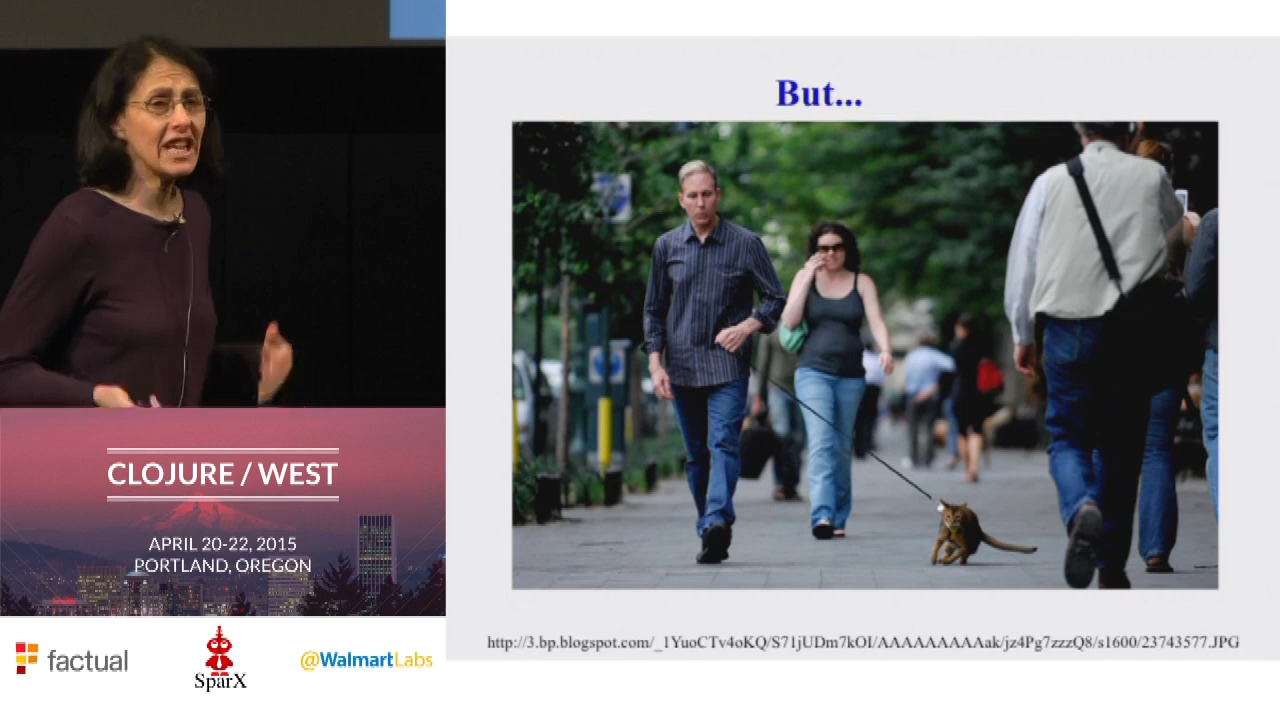 But...
http://3.bp.blogspot.com/_1YuoCTv4oKQ/S71jUDm7kOI/AAAAAAAAAak/jz4Pg7zzzQ8/s1600/23743577.JPG
CLOJURE / WEST
APRIL 20-22, 2015
PORTLAND, OREGON
factual
SparX
@WalmartLabs